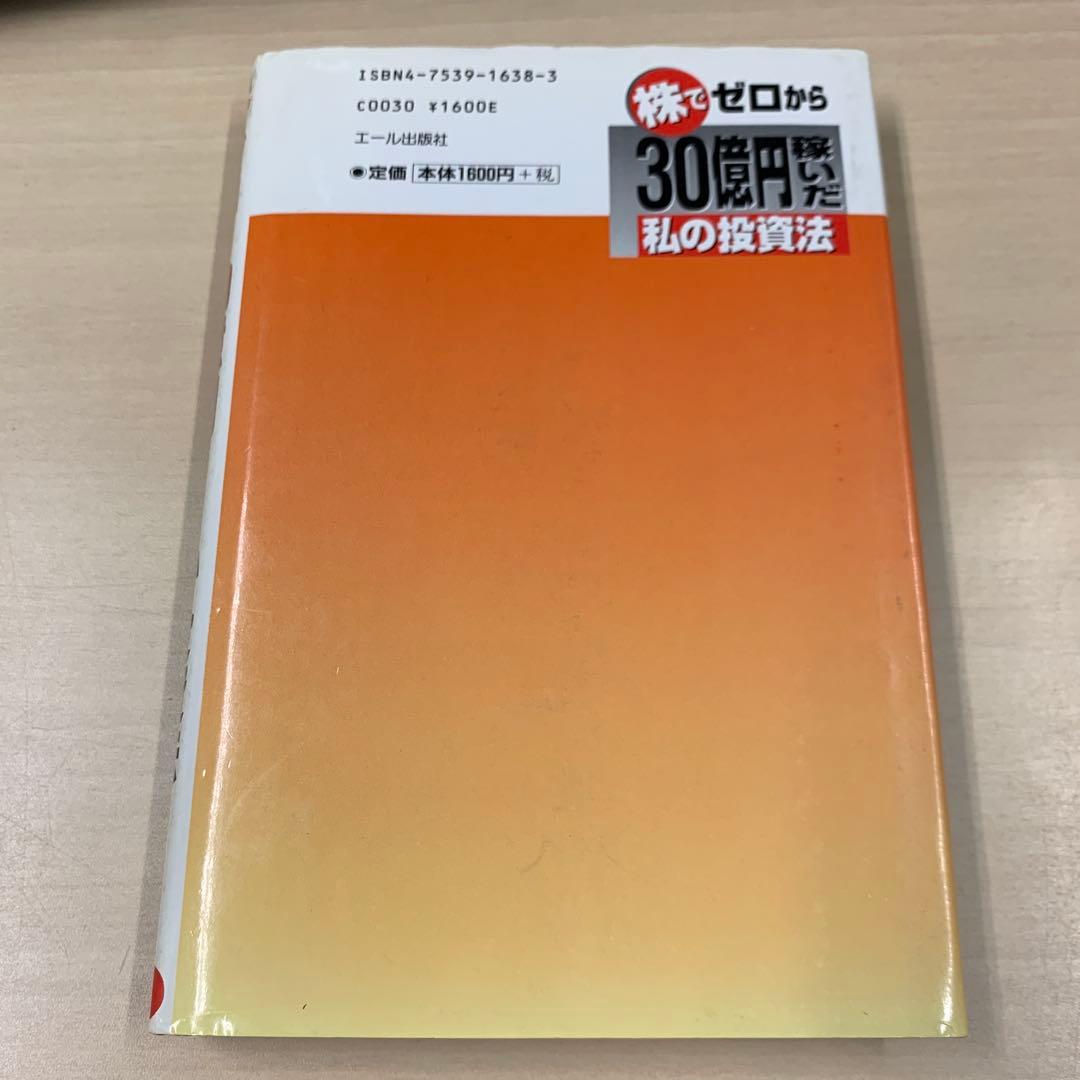 ISBN4-7539-1638-3
C0030 ¥1600E
エール出版社
●定価 本体1600円+税
株でゼロから
30億円稼いだ
私の投資法